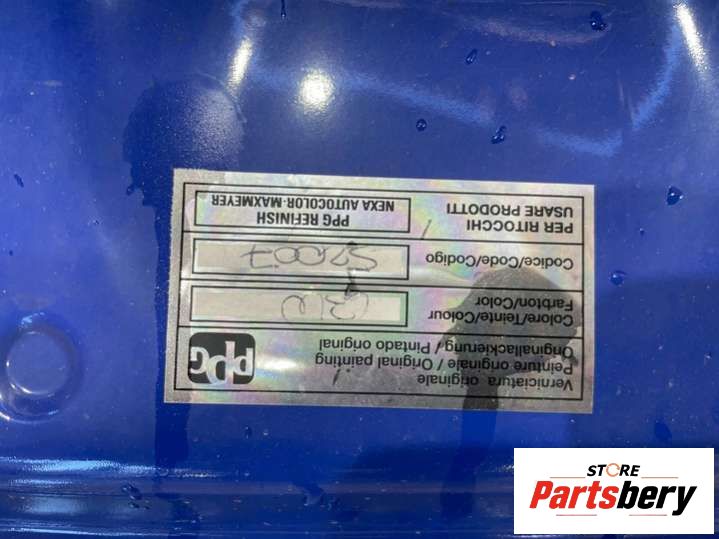 Verniciatura originale
Peinture originale / Original painting
Originallackierung / Pintado original
PPG
Colore/Teinte/Colour
Farbton/Color
Codice/Code/Codigo
PER RITOCCHI
USARE PRODOTTI
PPG REFINISH
NEXA AUTOCOLOR-MAXMEYER
STORE
Partsbery